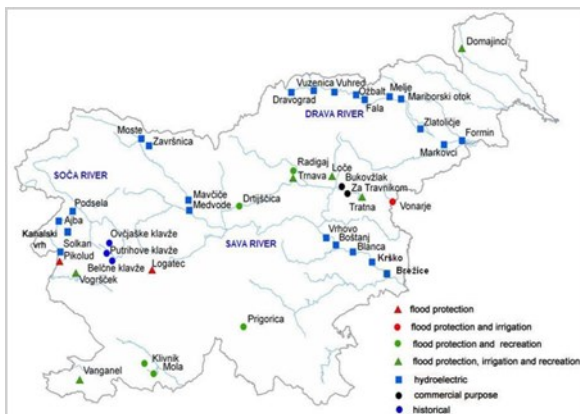 Domajinci
Vuzenica
Vuhred
Ožbalt
Melje
Dravograd
Fala
Mariborski otok
DRAVA RIVER
Zlatoličje
Formin
Markovci
Moste
Završnica
Radigaj
Trnava
Loče
Bukovžlak
Za Travnikom
Tratna
Vonarje
SOČA RIVER
Mavčiče
Medvode
Drtijščica
Podsela
Ajba
Kanalski
vrh
Solkan
Pikolud
Vogršček
Ovčjaške klavže
Putrihove klavže
Belčne klavže
Logatec
SAVA RIVER
Vrhovo
Boštanj
Blanca
Krško
Brežice
Prigorica
Klivnik
Mola
Vanganel
flood protection
flood protection and irrigation
flood protection and recreation
flood protection, irrigation and recreation
hydroelectric
commercial purpose
historical